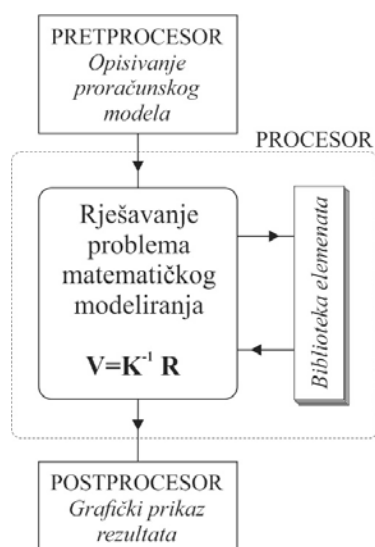 PRETPROCESOR
Opisivanje
proračunskog
modela
PROCESOR
Rješavanje
problema
matematičkog
modeliranja
V=K⁻¹ R
Biblioteka elemenata
POSTPROCESOR
Grafički prikaz
rezultata